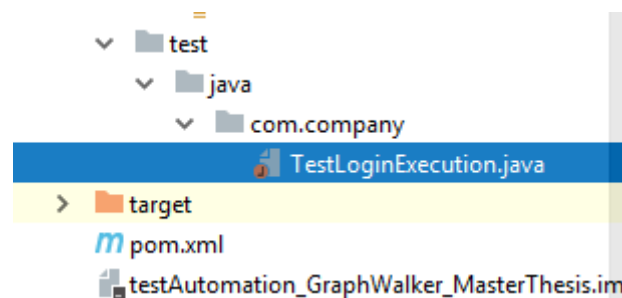 test
java
com.company
TestLoginExecution.java
target
pom.xml
testAutomation_GraphWalker_MasterThesis.im